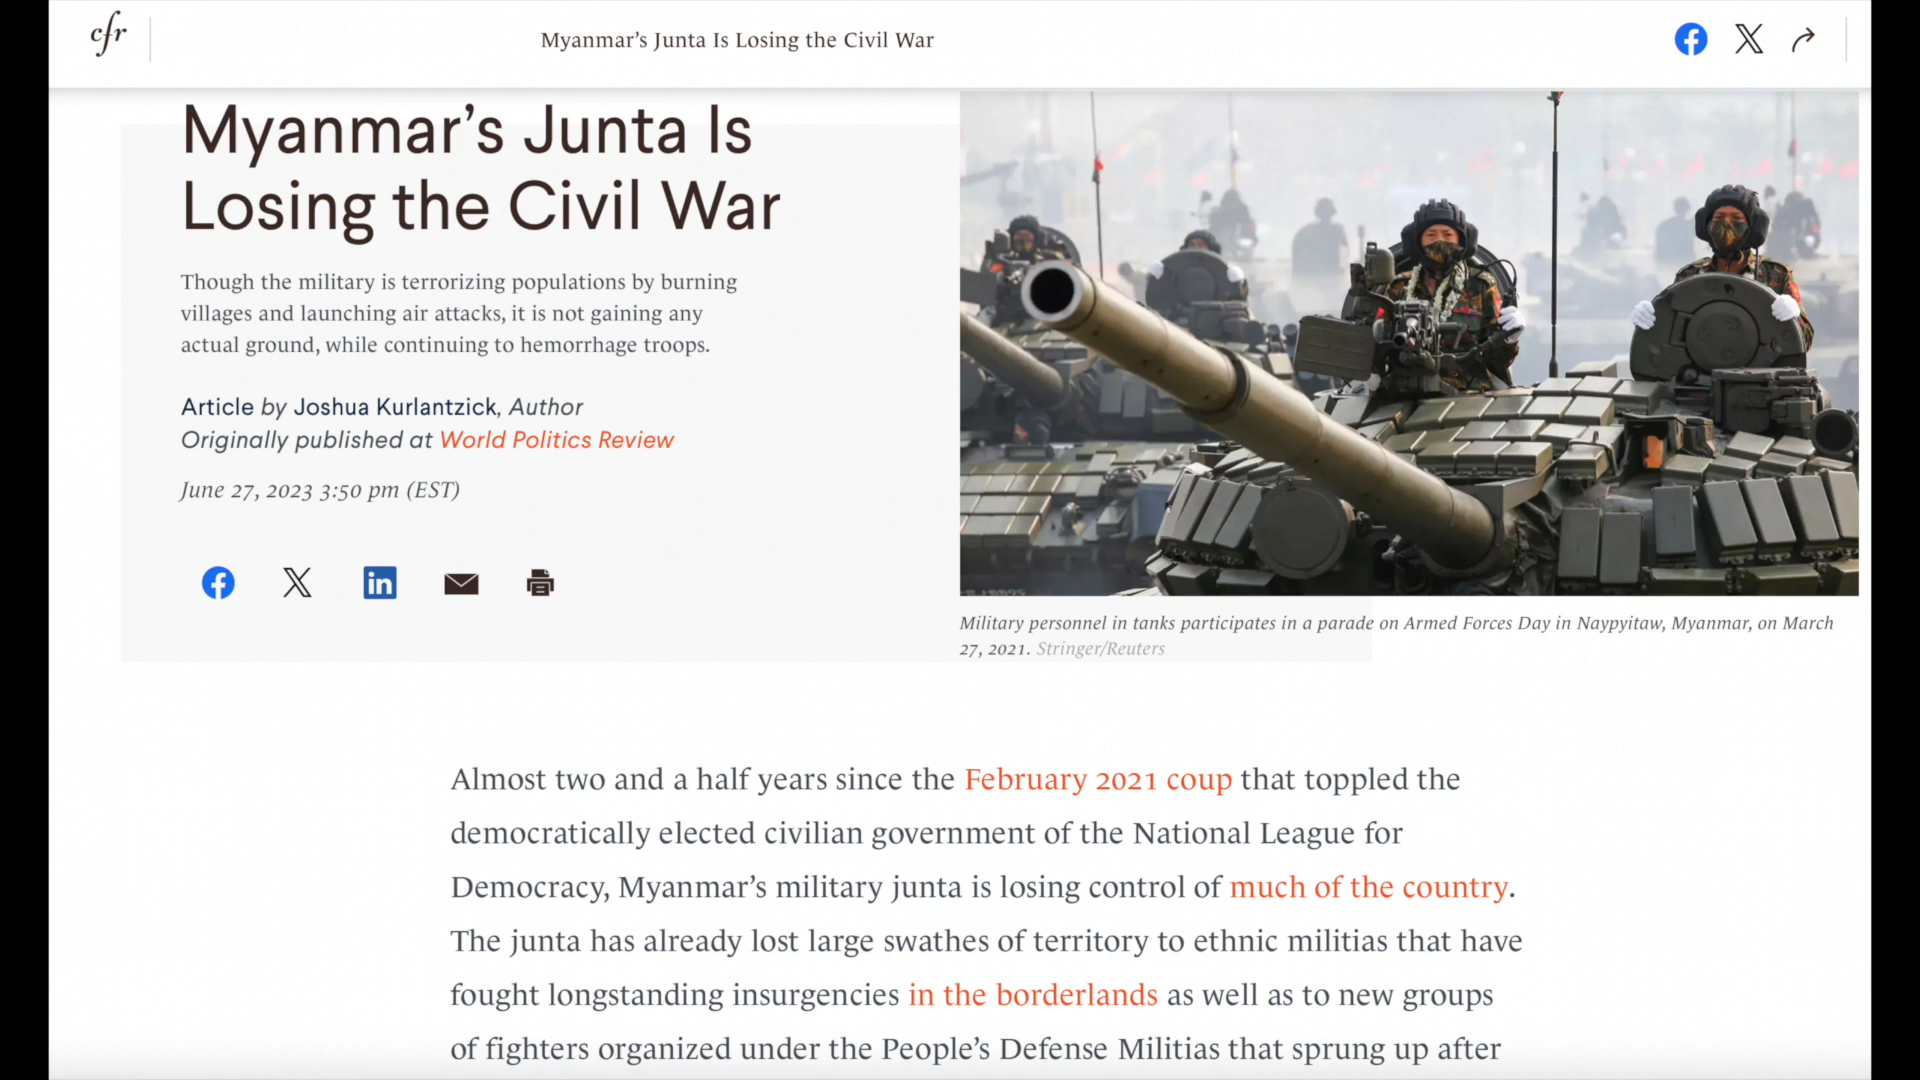 cfr
Myanmar’s Junta Is Losing the Civil War
Myanmar’s Junta Is
Losing the Civil War
Though the military is terrorizing populations by burning
villages and launching air attacks, it is not gaining any
actual ground, while continuing to hemorrhage troops.
Article by Joshua Kurlantzick, Author
Originally published at World Politics Review
June 27, 2023 3:50 pm (EST)
in
Military personnel in tanks participates in a parade on Armed Forces Day in Naypyitaw, Myanmar, on March
27, 2021. Stringer/Reuters
Almost two and a half years since the February 2021 coup that toppled the
democratically elected civilian government of the National League for
Democracy, Myanmar’s military junta is losing control of much of the country.
The junta has already lost large swathes of territory to ethnic militias that have
fought longstanding insurgencies in the borderlands as well as to new groups
of fighters organized under the People’s Defense Militias that sprung up after